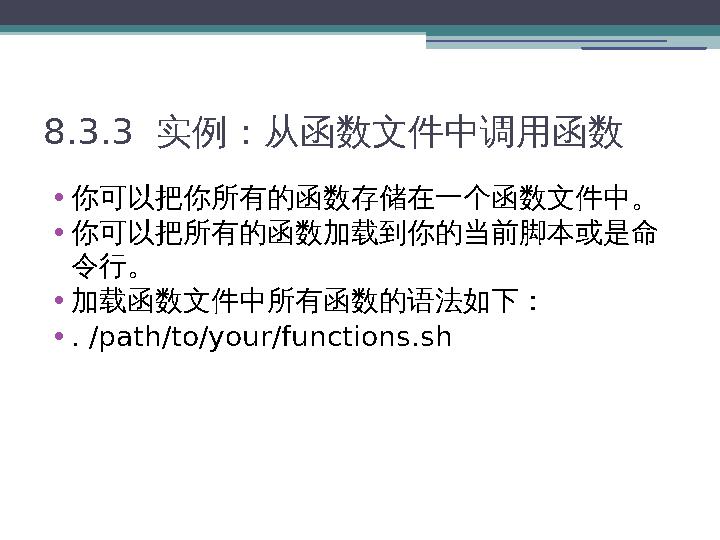 8.3.3 实例：从函数文件中调用函数
• 你可以把你所有的函数存储在一个函数文件中。
• 你可以把所有的函数加载到你的当前脚本或是命
令行。
• 加载函数文件中所有函数的语法如下：
• . /path/to/your/functions.sh